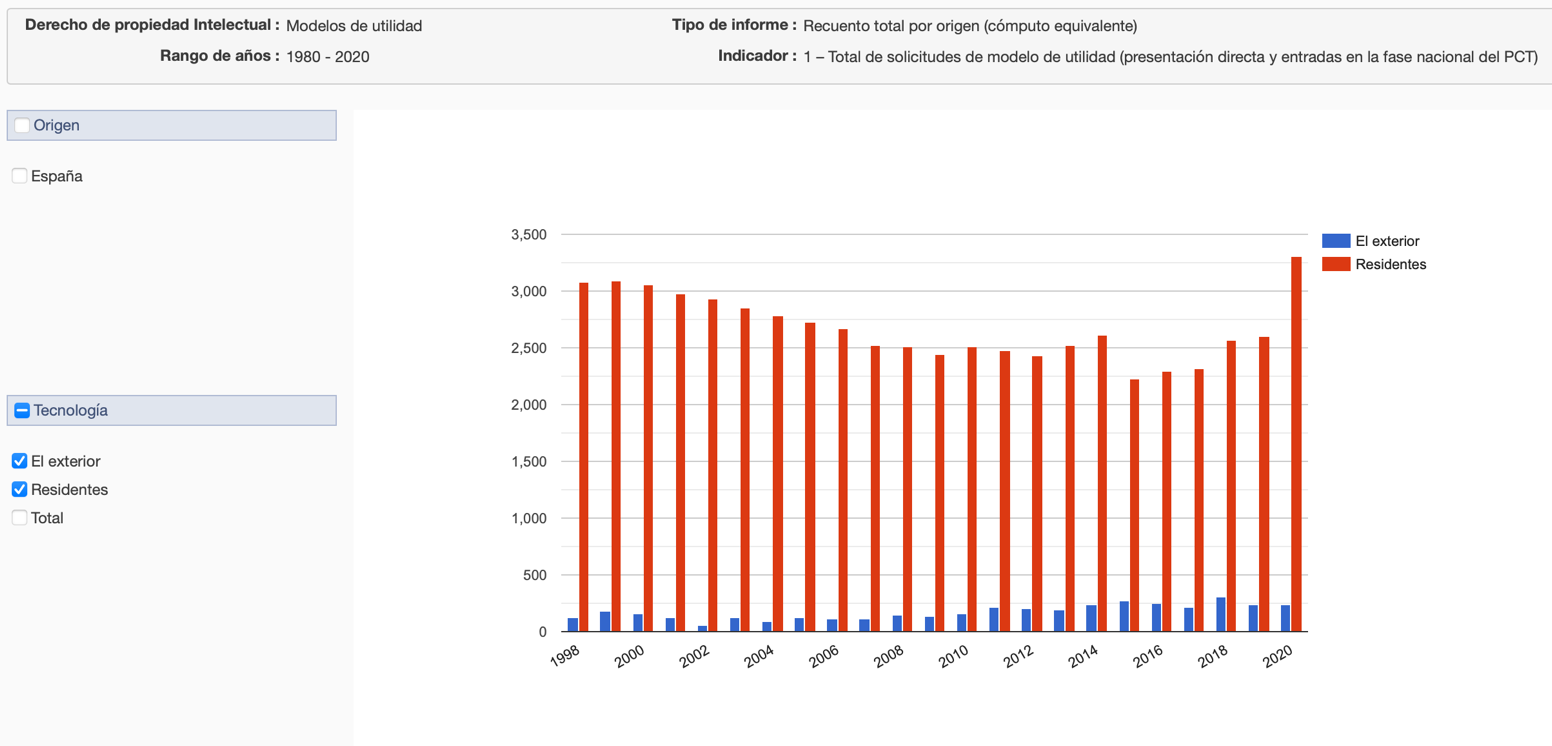 Derecho de propiedad Intelectual : Modelos de utilidad
Tipo de informe : Recuento total por origen (cómputo equivalente)
Rango de años : 1980 - 2020
Indicador : 1 – Total de solicitudes de modelo de utilidad (presentación directa y entradas en la fase nacional del PCT)
Origen
España
Tecnología
El exterior
Residentes
Total
3,500
3,000
2,500
2,000
1,500
1,000
500
0
1998 2000 2002 2004 2006 2008 2010 2012 2014 2016 2018 2020
El exterior
Residentes